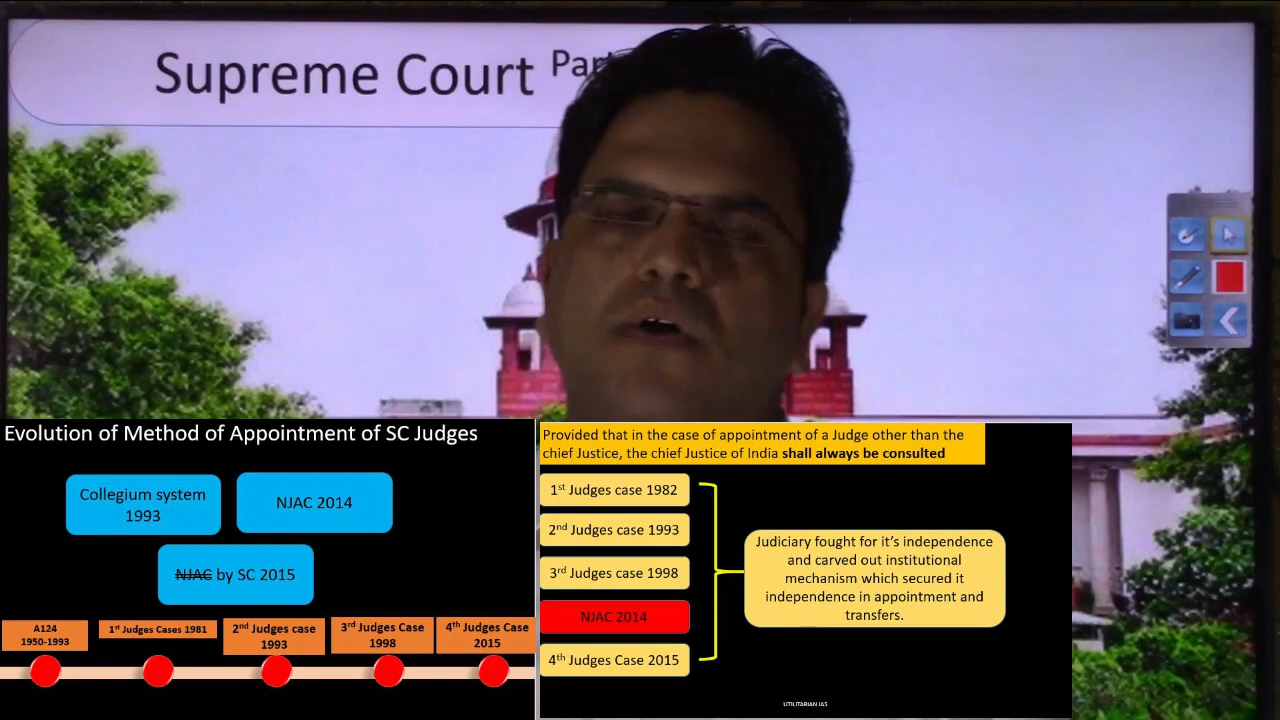 Supreme Court Par
Evolution of Method of Appointment of SC Judges
Collegium system
1993
NJAC 2014
NJAC by SC 2015
A124
1950-1993
1st Judges Cases 1981
2nd Judges case
1993
3rd Judges Case
1998
4th Judges Case
2015
Provided that in the case of appointment of a Judge other than the
chief Justice, the chief Justice of India shall always be consulted
1st Judges case 1982
2nd Judges case 1993
3rd Judges case 1998
NJAC 2014
4th Judges Case 2015
Judiciary fought for it's independence
and carved out institutional
mechanism which secured it
independence in appointment and
transfers.
UTILITARIAN IAS